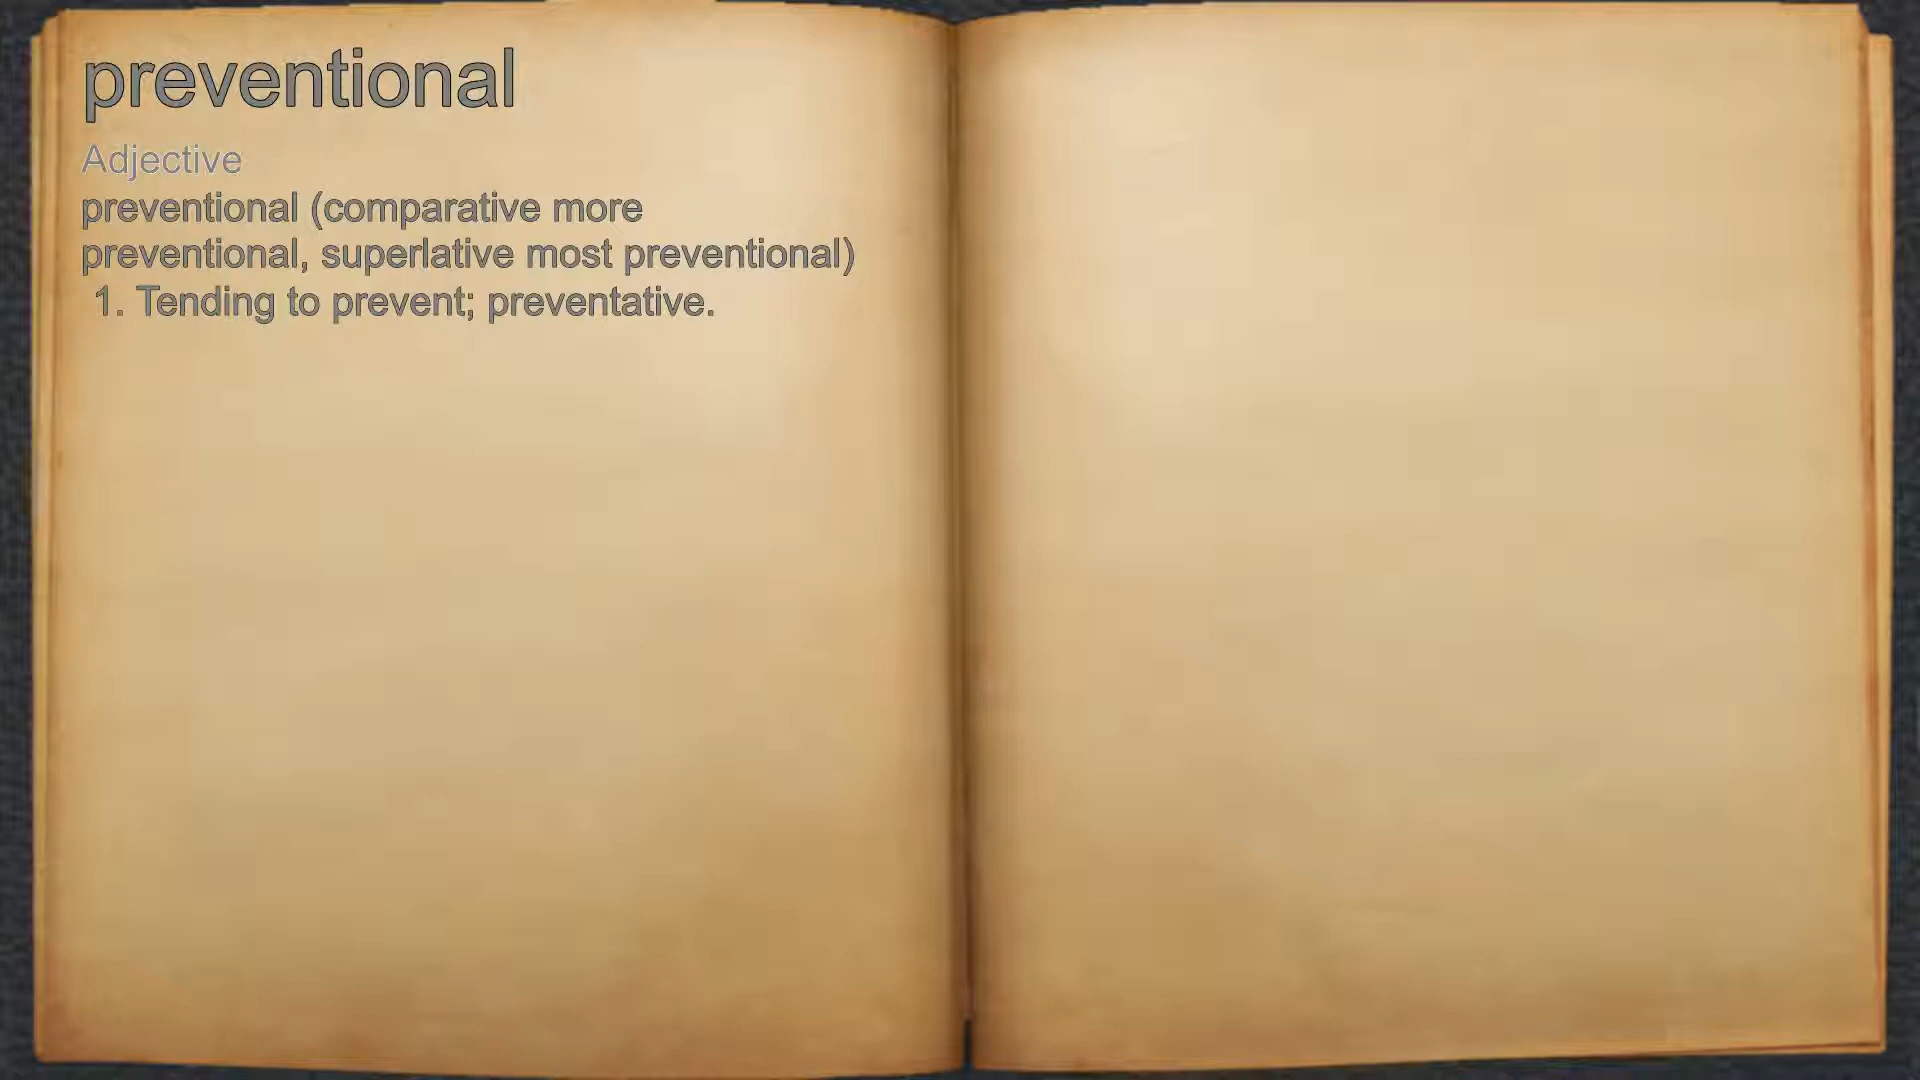 preventional
Adjective
preventional (comparative more
preventional, superlative most preventional)
1. Tending to prevent; preventative.